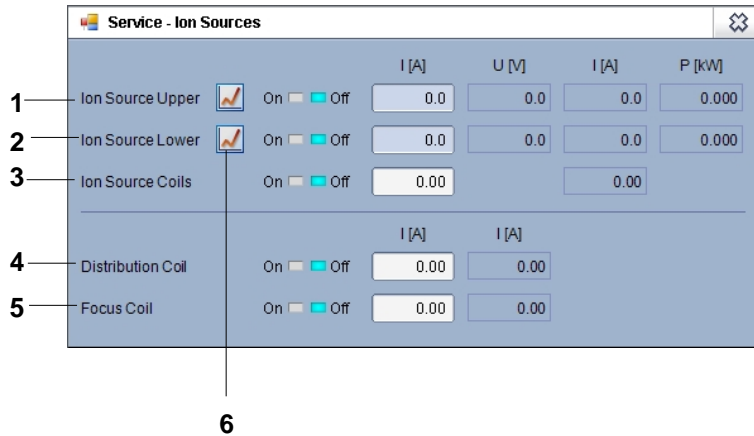 Service - Ion Sources
I [A] U [V] I [A] P [kW]
1 Ion Source Upper On Off 0.0 0.0 0.0 0.000
2 Ion Source Lower On Off 0.0 0.0 0.0 0.000
3 Ion Source Coils On Off 0.00 0.00
I [A] I [A]
4 Distribution Coil On Off 0.00 0.00
5 Focus Coil On Off 0.00 0.00
6